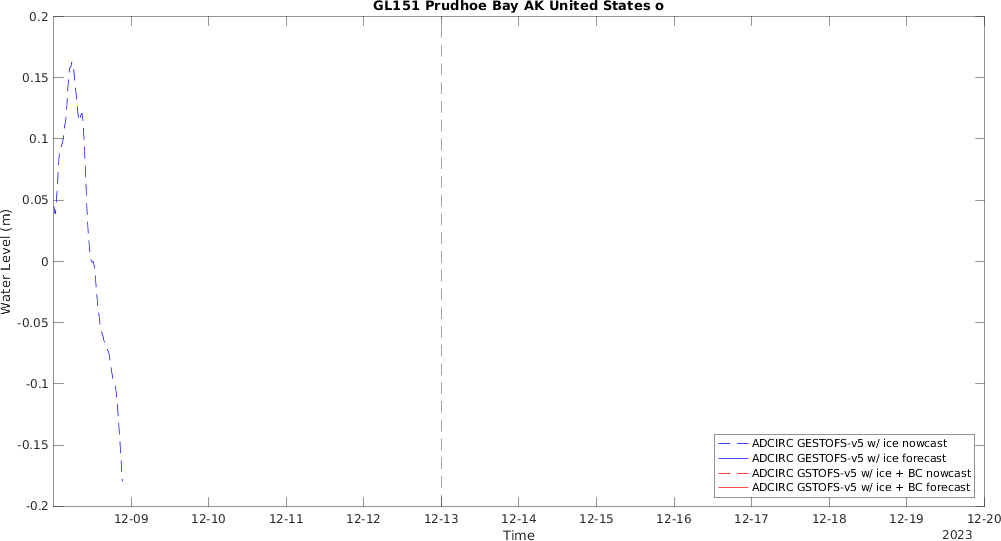 GL151 Prudhoe Bay AK United States o
0.2
0.15
0.1
0.05
0
-0.05
-0.1
-0.15
-0.2
Water Level (m)
ADCIRC GESTOFS-v5 w/ ice nowcast
ADCIRC GESTOFS-v5 w/ ice forecast
ADCIRC GSTOFS-v5 w/ ice + BC nowcast
ADCIRC GSTOFS-v5 w/ ice + BC forecast
12-09 12-10 12-11 12-12 12-13 12-14 12-15 12-16 12-17 12-18 12-19 12-20
Time
2023